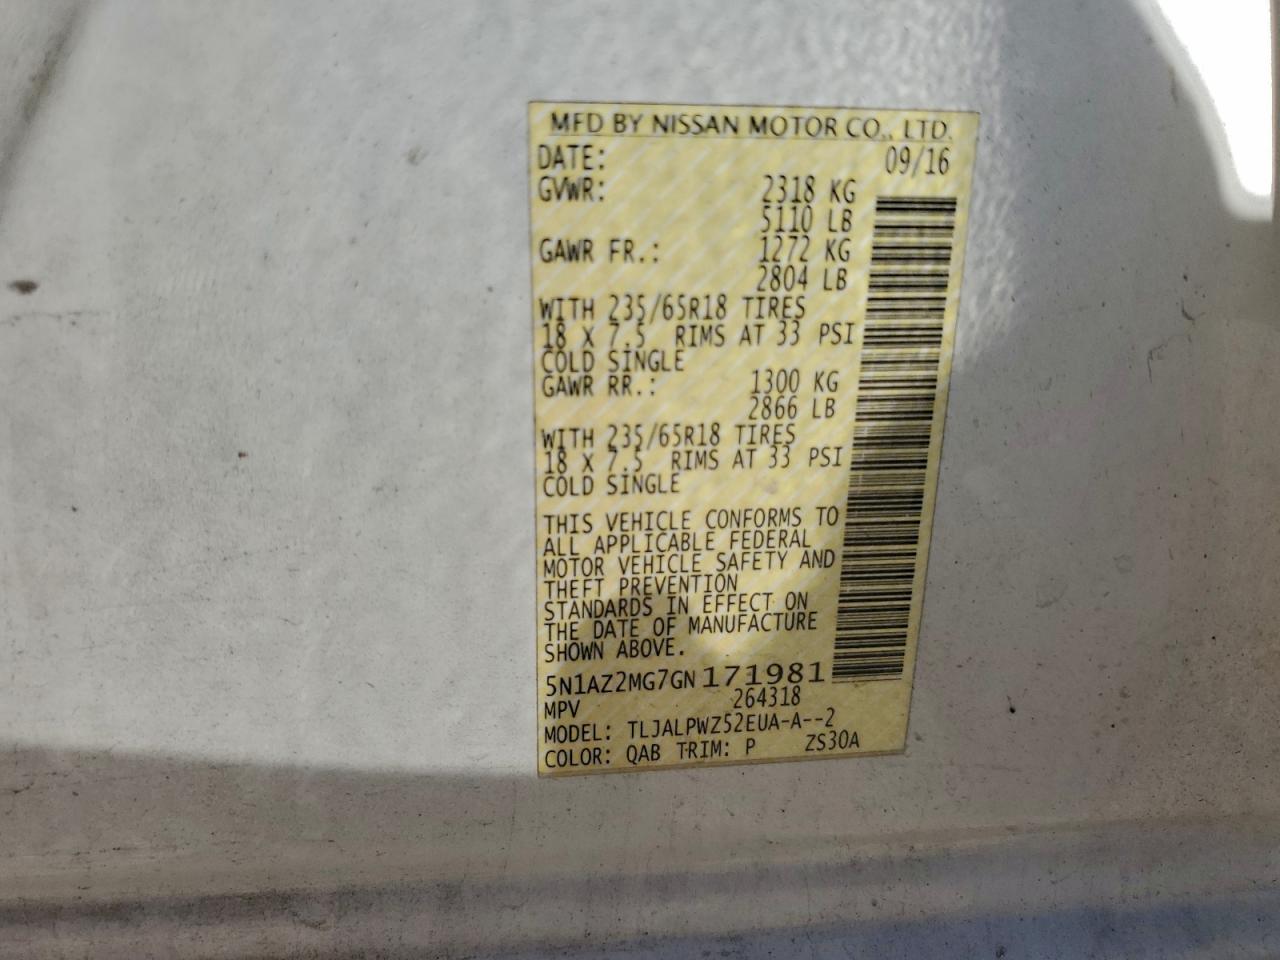 MFD BY NISSAN MOTOR CO., LTD.
DATE: 09/16
GVWR: 2318 KG
5110 LB
GAWR FR.: 1272 KG
2804 LB
WITH 235/65R18 TIRES
18 X 7.5 RIMS AT 33 PSI
COLD SINGLE
GAWR RR.: 1300 KG
2866 LB
WITH 235/65R18 TIRES
18 X 7.5 RIMS AT 33 PSI
COLD SINGLE
THIS VEHICLE CONFORMS TO
ALL APPLICABLE FEDERAL
MOTOR VEHICLE SAFETY AND
THEFT PREVENTION
STANDARDS IN EFFECT ON
THE DATE OF MANUFACTURE
SHOWN ABOVE.
5N1AZ2MG7GN171981
MPV 264318
MODEL: TLJALPWZ52EUA-A--2
COLOR: QAB TRIM: P ZS30A